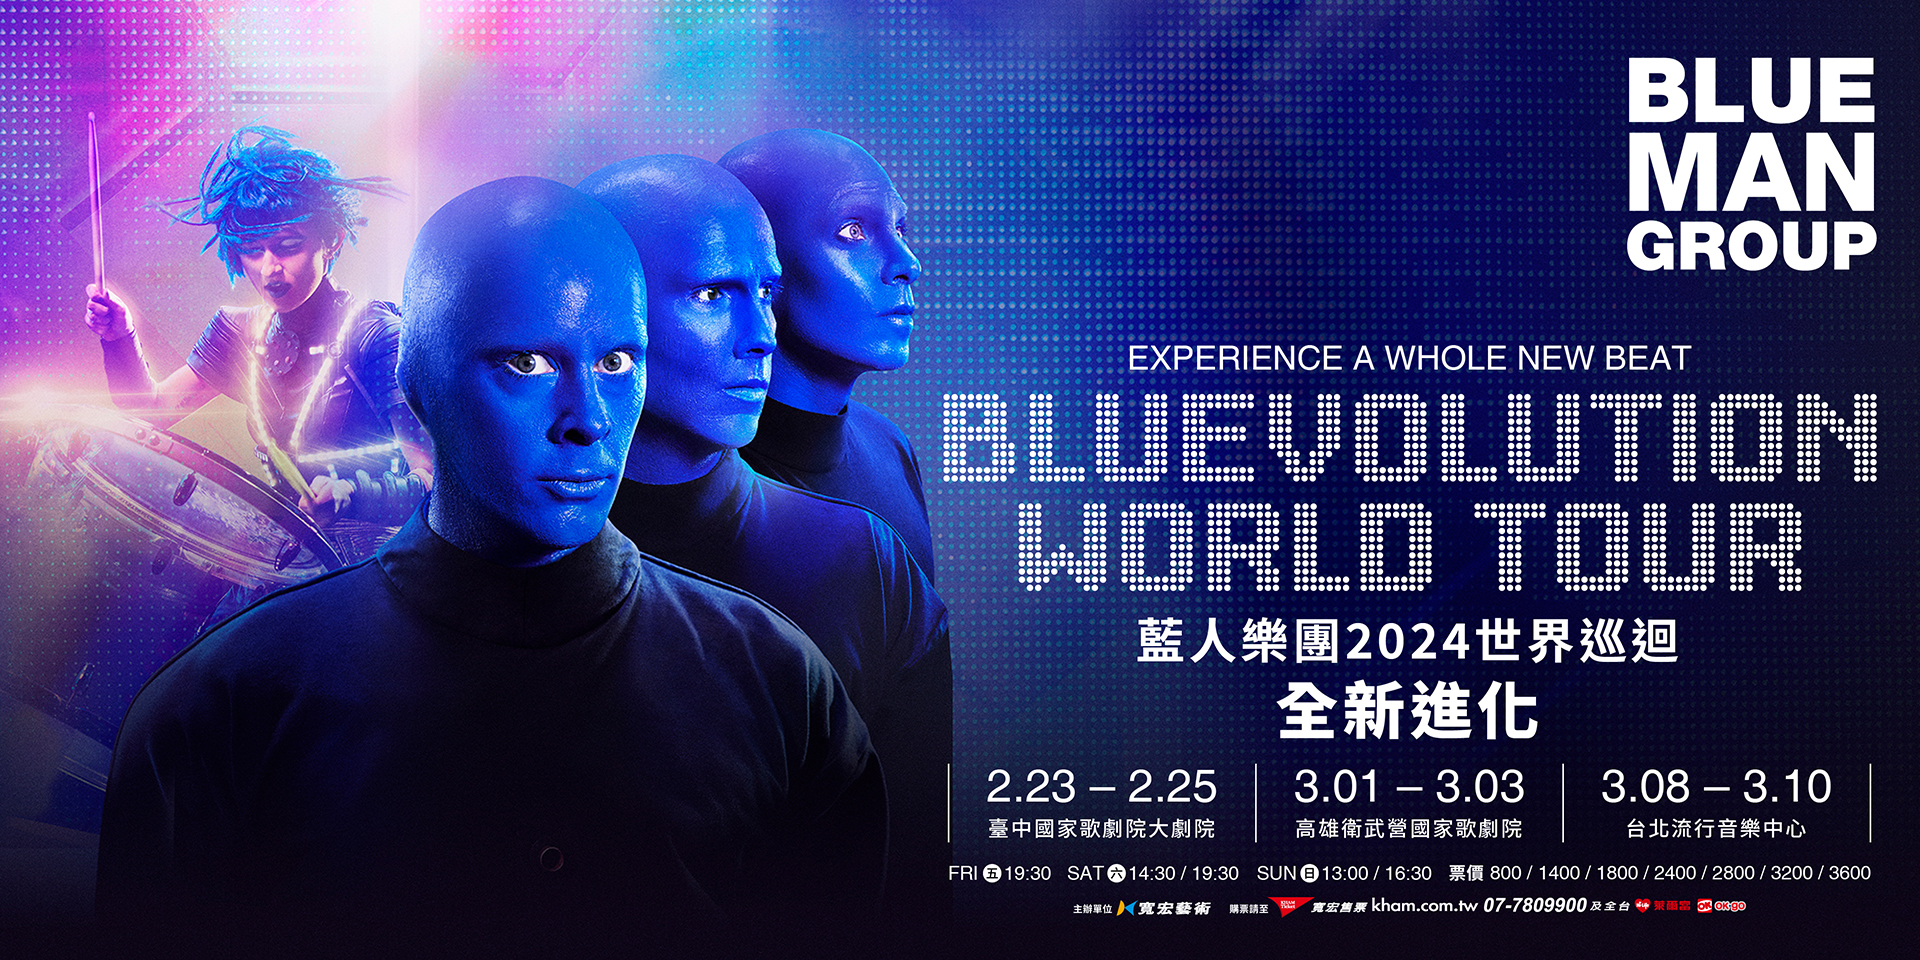 BLUE
MAN
GROUP
EXPERIENCE A WHOLE NEW BEAT
BLUEVOLUTION
WORLD TOUR
藍人樂團2024世界巡迴
全新進化
2.23 – 2.25
臺中國家歌劇院大劇院
3.01 – 3.03
高雄衛武營國家歌劇院
3.08 – 3.10
台北流行音樂中心
FRI 五 19:30 SAT 六 14:30 / 19:30 SUN 日 13:00 / 16:30 票價 800 / 1400 / 1800 / 2400 / 2800 / 3200 / 3600
主辦單位 寬宏藝術 購票請至 KHAM Ticket 寬宏售票 kham.com.tw 07-7809900 及全台 萊爾富 OK OK·go